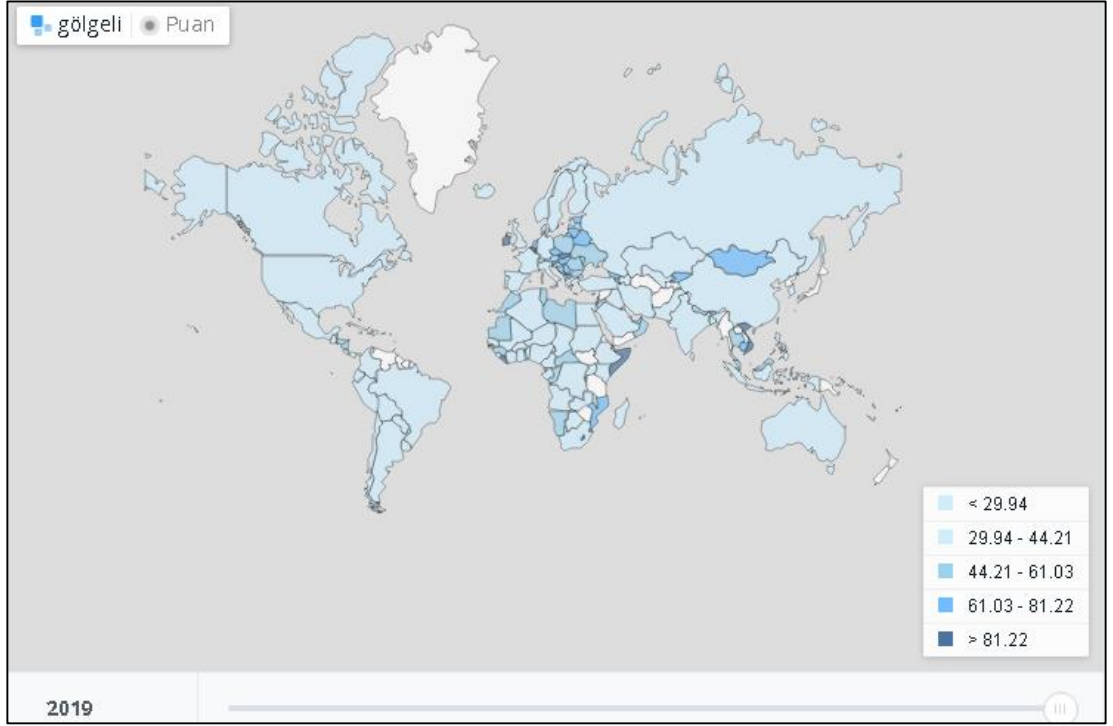 gölgeli Puan
< 29.94
29.94 - 44.21
44.21 - 61.03
61.03 - 81.22
> 81.22
2019